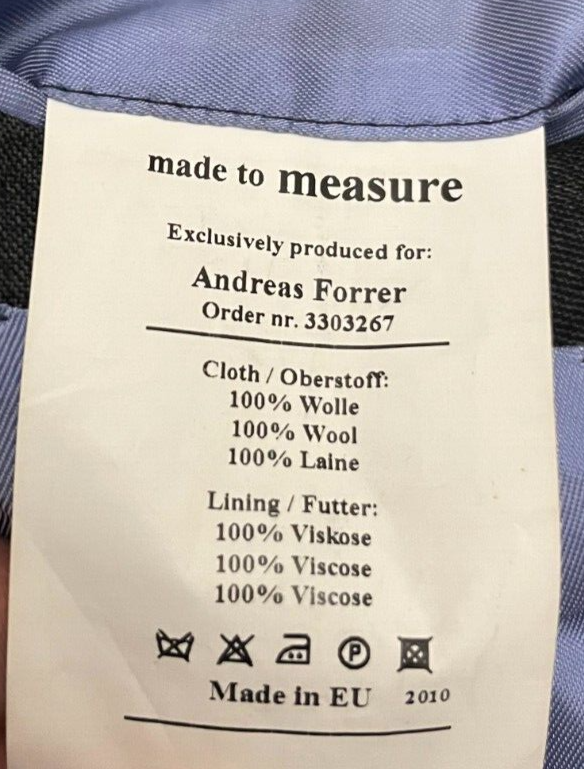 made to measure
Exclusively produced for:
Andreas Forrer
Order nr. 3303267
Cloth / Oberstoff:
100% Wolle
100% Wool
100% Laine
Lining / Futter:
100% Viskose
100% Viscose
100% Viscose
P
Made in EU 2010